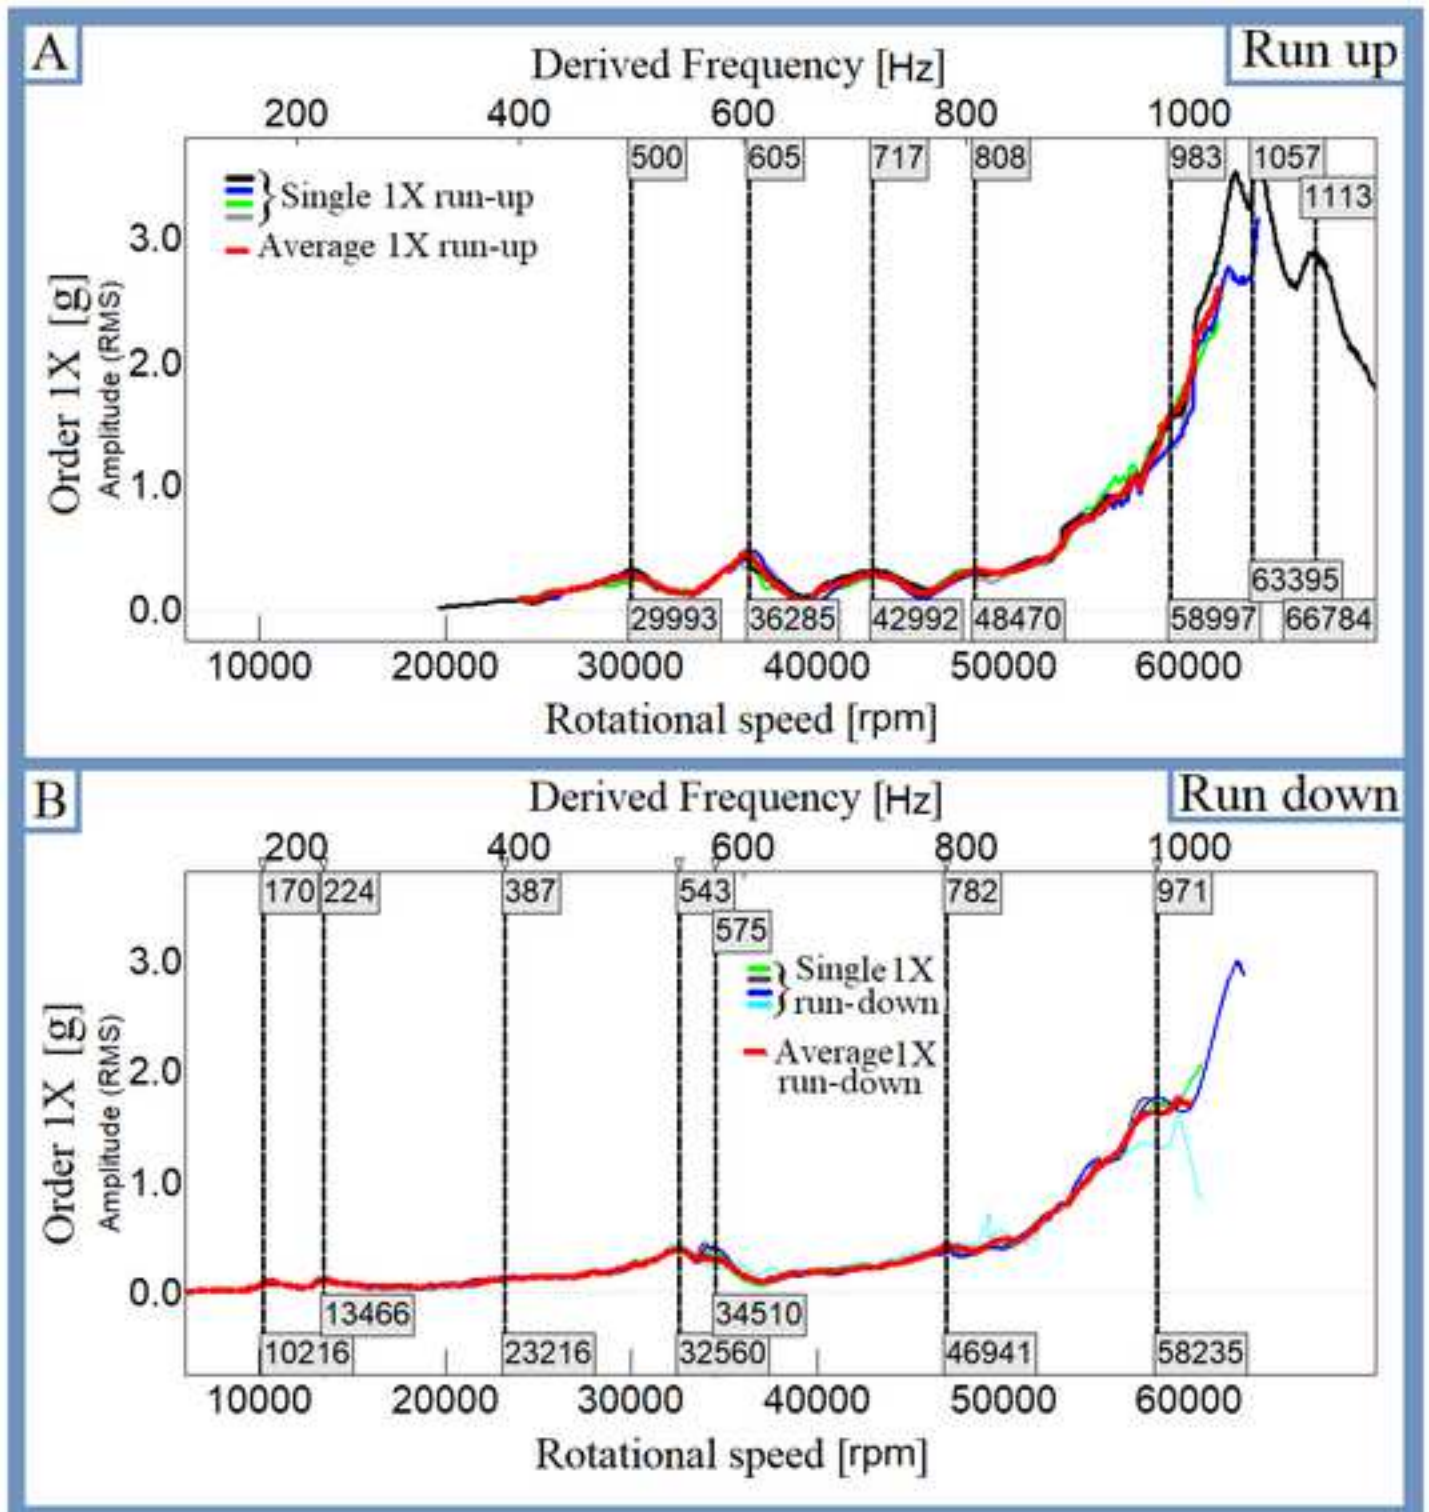 A
Run up
Derived Frequency [Hz]
200 400 600 800 1000
500 605 717 808 983 1057
1113
Single 1X run-up
Average 1X run-up
3.0
2.0
1.0
0.0
Order 1X [g]
Amplitude (RMS)
63395
29993 36285 42992 48470 58997 66784
10000 20000 30000 40000 50000 60000
Rotational speed [rpm]
B
Run down
Derived Frequency [Hz]
200 400 600 800 1000
170 224 387 543 782 971
575
Single 1X
run-down
Average 1X
run-down
3.0
2.0
1.0
0.0
Order 1X [g]
Amplitude (RMS)
13466 34510
10216 23216 32560 46941 58235
10000 20000 30000 40000 50000 60000
Rotational speed [rpm]